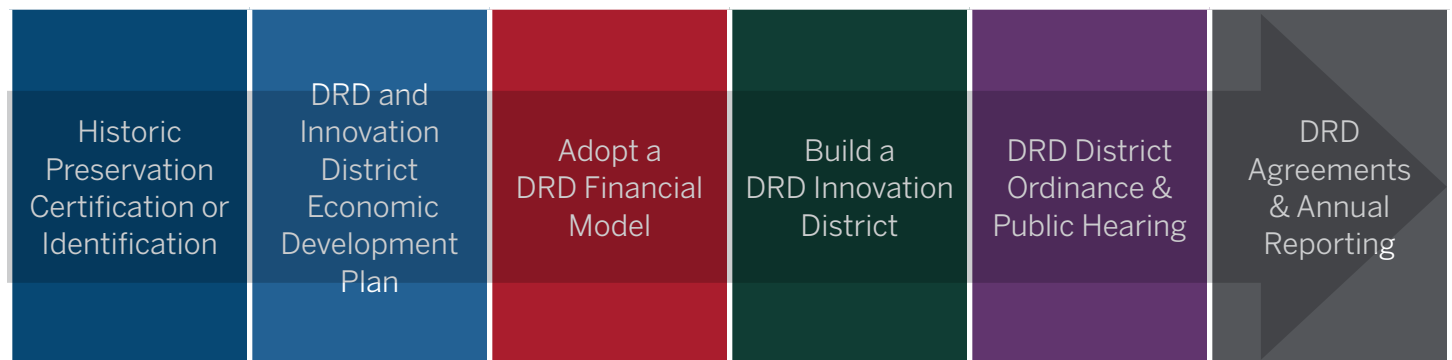 Historic
Preservation
Certification or
Identification
DRD and
Innovation
District
Economic
Development
Plan
Adopt a
DRD Financial
Model
Build a
DRD Innovation
District
DRD District
Ordinance &
Public Hearing
DRD
Agreements
& Annual
Reporting